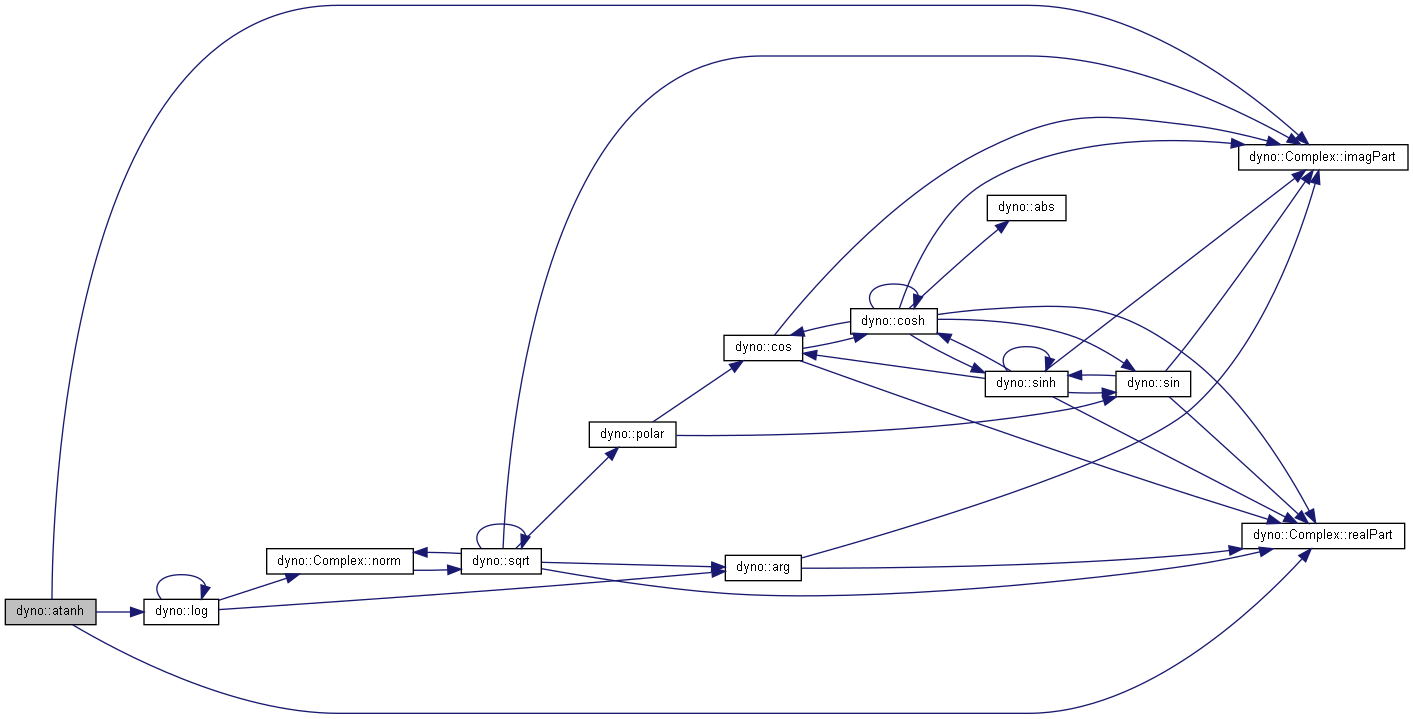 dyno::Complex::imagPart
dyno::abs
dyno::cosh
dyno::cos
dyno::sinh
dyno::sin
dyno::polar
dyno::Complex::realPart
dyno::Complex::norm
dyno::sqrt
dyno::arg
dyno::atanh
dyno::log